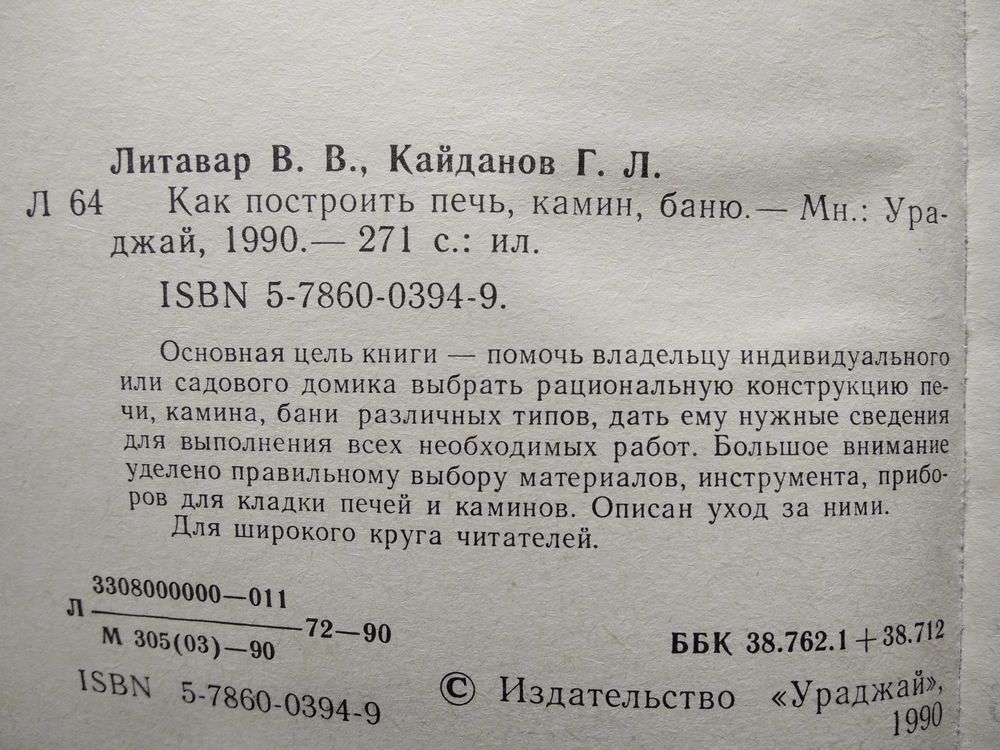 Литавар В. В., Кайданов Г. Л.
Л 64 Как построить печь, камин, баню.— Мн.: Ура-
джай, 1990.— 271 с.: ил.
ISBN 5-7860-0394-9.
Основная цель книги — помочь владельцу индивидуального
или садового домика выбрать рациональную конструкцию пе-
чи, камина, бани различных типов, дать ему нужные сведения
для выполнения всех необходимых работ. Большое внимание
уделено правильному выбору материалов, инструмента, прибо-
ров для кладки печей и каминов. Описан уход за ними.
Для широкого круга читателей.
3308000000—011
Л 72—90
М 305(03)—90
ББК 38.762.1+38.712
ISBN 5-7860-0394-9
© Издательство «Ураджай»,
1990